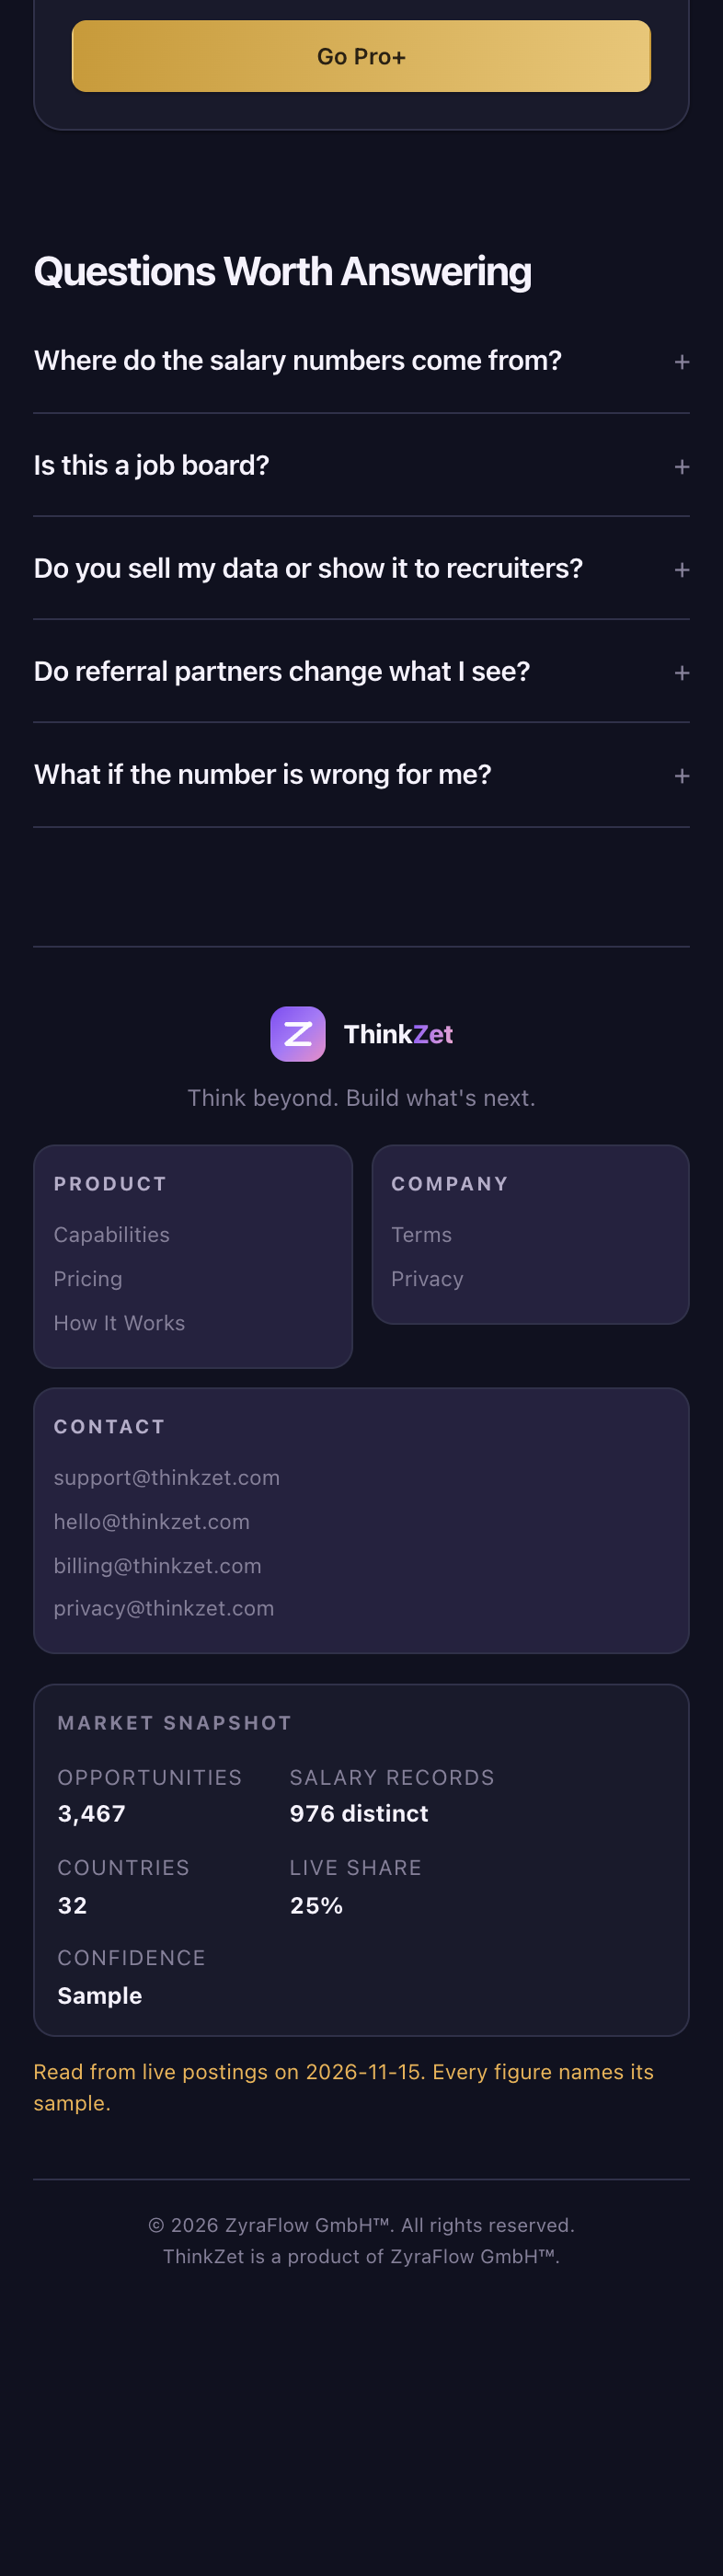 Go Pro+
Questions Worth Answering
Where do the salary numbers come from? +
Is this a job board? +
Do you sell my data or show it to recruiters? +
Do referral partners change what I see? +
What if the number is wrong for me? +
ThinkZet
Think beyond. Build what's next.
PRODUCT
Capabilities
Pricing
How It Works
COMPANY
Terms
Privacy
CONTACT
support@thinkzet.com
hello@thinkzet.com
billing@thinkzet.com
privacy@thinkzet.com
MARKET SNAPSHOT
OPPORTUNITIES
3,467
SALARY RECORDS
976 distinct
COUNTRIES
32
LIVE SHARE
25%
CONFIDENCE
Sample
Read from live postings on 2026-11-15. Every figure names its
sample.
© 2026 ZyraFlow GmbH™. All rights reserved.
ThinkZet is a product of ZyraFlow GmbH™.